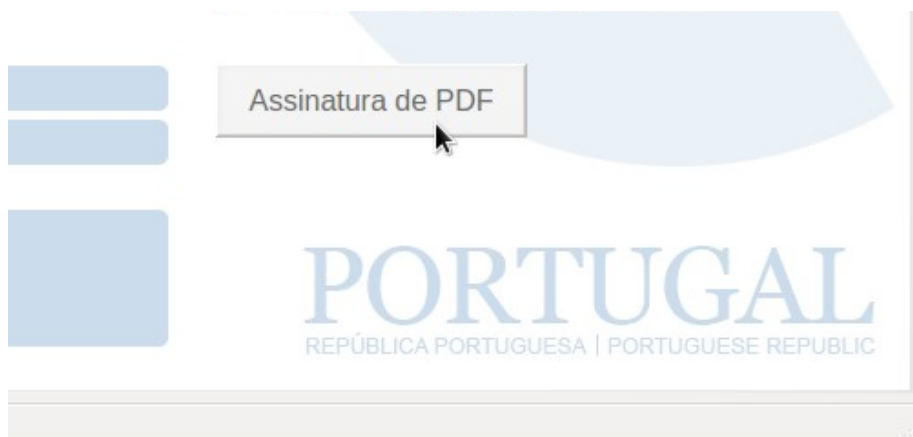 Assinatura de PDF
PORTUGAL
REPÚBLICA PORTUGUESA | PORTUGUESE REPUBLIC